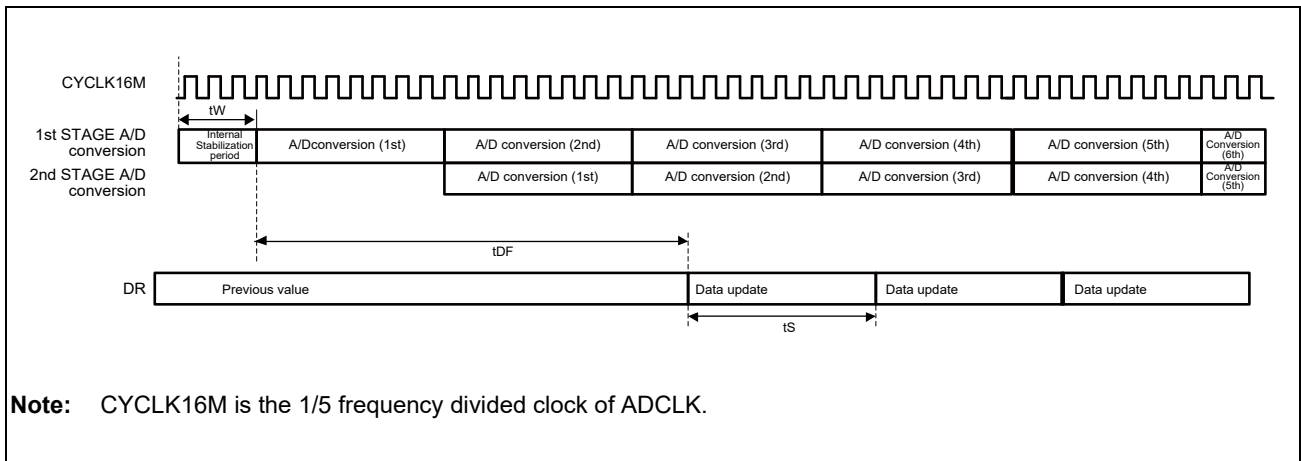 CYCLK16M
tW
1st STAGE A/D
conversion
Internal
Stabilization
period
A/Dconversion (1st)
A/D conversion (2nd)
A/D conversion (3rd)
A/D conversion (4th)
A/D conversion (5th)
A/D
Conversion
(6th)
2nd STAGE A/D
conversion
A/D conversion (1st)
A/D conversion (2nd)
A/D conversion (3rd)
A/D conversion (4th)
A/D
Conversion
(5th)
tDF
DR
Previous value
Data update
Data update
Data update
tS
Note: CYCLK16M is the 1/5 frequency divided clock of ADCLK.